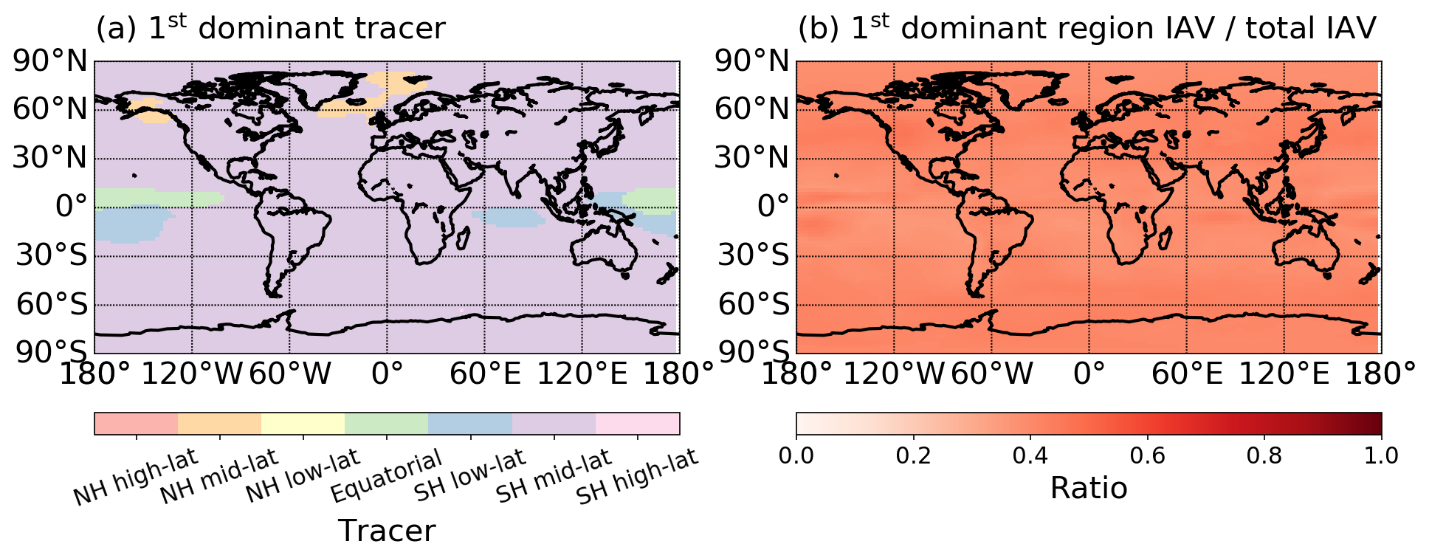 (a) 1st dominant tracer
(b) 1st dominant region IAV / total IAV
90°N
60°N
30°N
0°
30°S
60°S
90°S
180° 120°W 60°W 0° 60°E 120°E 180°
90°N
60°N
30°N
0°
30°S
60°S
90°S
180° 120°W 60°W 0° 60°E 120°E 180°
NH high-lat NH mid-lat NH low-lat Equatorial SH low-lat SH mid-lat SH high-lat
Tracer
0.0 0.2 0.4 0.6 0.8 1.0
Ratio